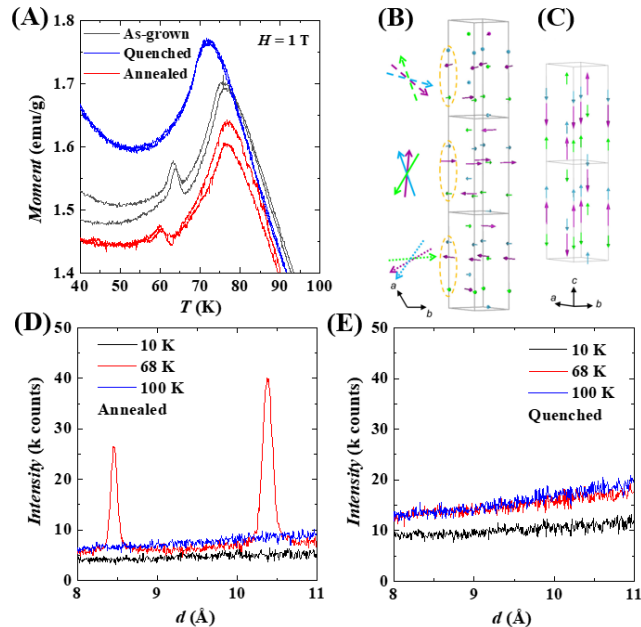 (A)
As-grown
Quenched
Annealed
H = 1 T
Moment (emu/g)
1.8
1.7
1.6
1.5
1.4
40 50 60 70 80 90 100
T (K)
(B)
a
b
(C)
c
a
b
(D)
10 K
68 K
100 K
Annealed
Intensity (k counts)
50
40
30
20
10
0
8 9 10 11
d (Å)
(E)
10 K
68 K
100 K
Quenched
Intensity (k counts)
50
40
30
20
10
0
8 9 10 11
d (Å)